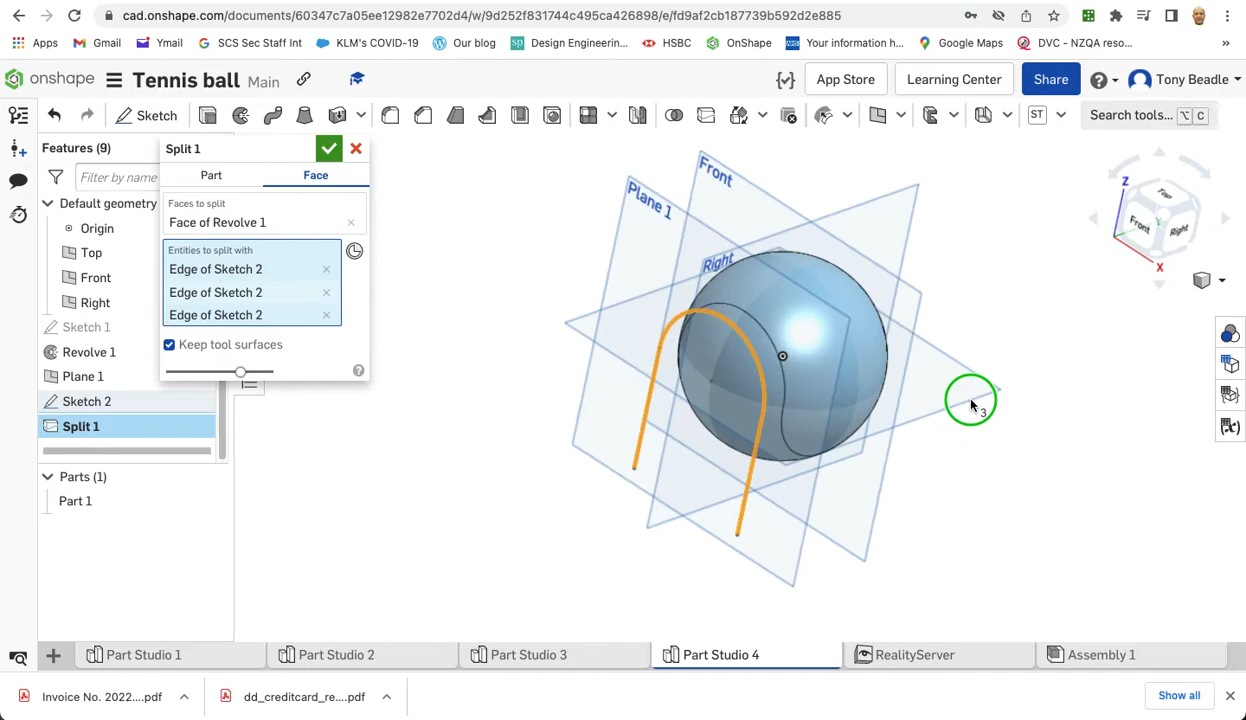 cad.onshape.com/documents/60347c7a05ee12982e7702d4/w/9d252f831744c495ca426898/e/fd9af2cb187739b592d2e885
Apps Gmail Ymail SCS Sec Staff Int KLM's COVID-19 Our blog Design Engineerin... HSBC OnShape Your information h... Google Maps DVC - NZQA reso... »
onshape Tennis ball Main App Store Learning Center Share Tony Beadle
Sketch ST Search tools... ⌥ C
Features (9)
Filter by name
Default geometry
Origin
Top
Front
Right
Sketch 1
Revolve 1
Plane 1
Sketch 2
Split 1
Parts (1)
Part 1
Split 1
Part Face
Faces to split
Face of Revolve 1
Entities to split with
Edge of Sketch 2
Edge of Sketch 2
Edge of Sketch 2
Keep tool surfaces
Front
Plane 1
Right
3
Z
Top
Front
Y
Right
X
Part Studio 1 Part Studio 2 Part Studio 3 Part Studio 4 RealityServer Assembly 1
Invoice No. 2022....pdf dd_creditcard_re....pdf Show all